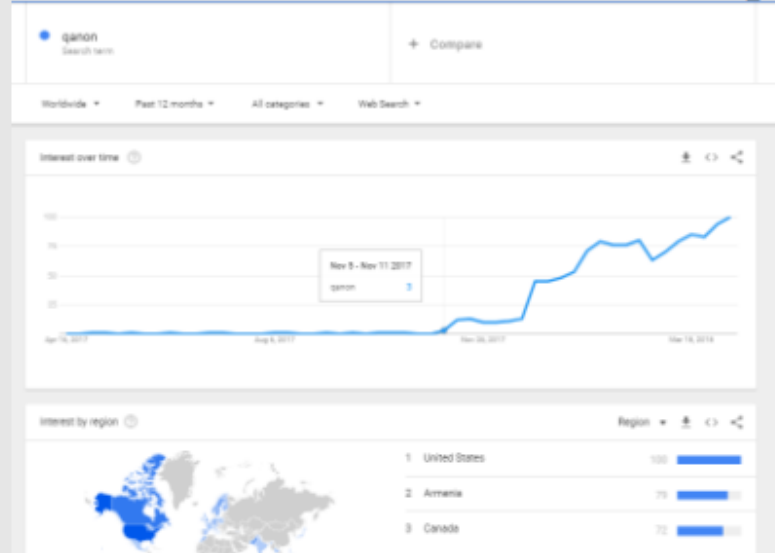 qanon
Search term
+ Compare
Worldwide
Past 12 months
All categories
Web Search
Interest over time
100
75
50
25
Nov 5 - Nov 11 2017
qanon 3
Apr 16, 2017
Aug 6, 2017
Nov 26, 2017
Mar 18, 2018
Interest by region
Region
1 United States 100
2 Armenia 79
3 Canada 72